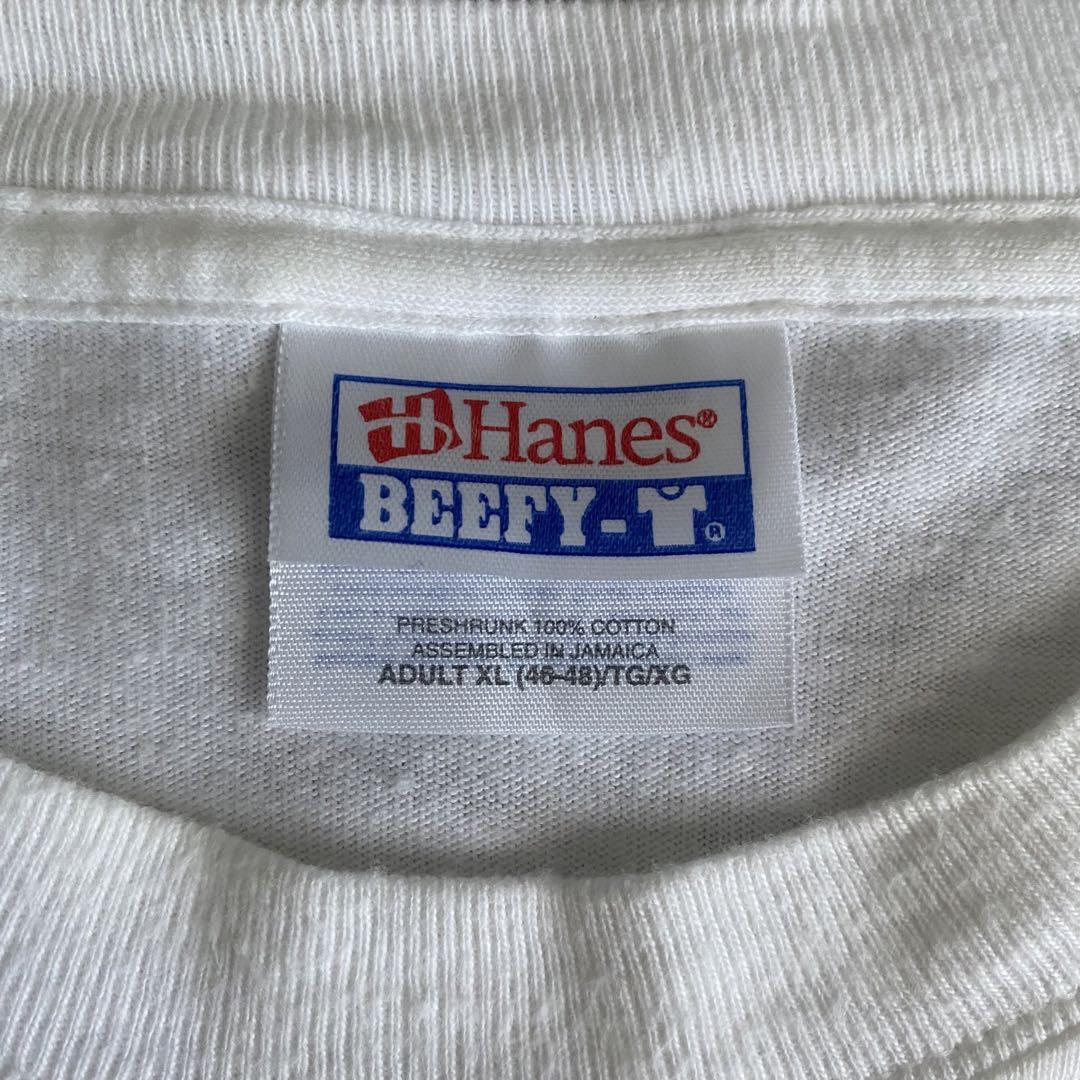 Hanes®
BEEFY-T®
PRESHRUNK 100% COTTON
ASSEMBLED IN JAMAICA
ADULT XL (46-48)/TG/XG